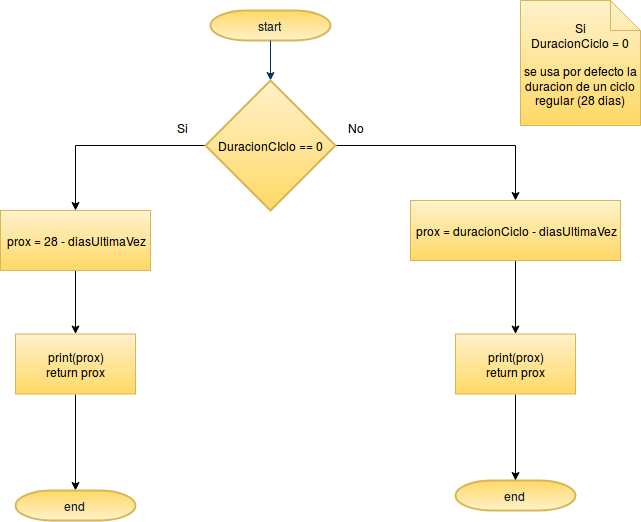 start
Si
DuracionCiclo = 0
se usa por defecto la
duracion de un ciclo
regular (28 dias)
Si
No
DuracionCIclo == 0
prox = 28 - diasUltimaVez
prox = duracionCiclo - diasUltimaVez
print(prox)
return prox
print(prox)
return prox
end
end